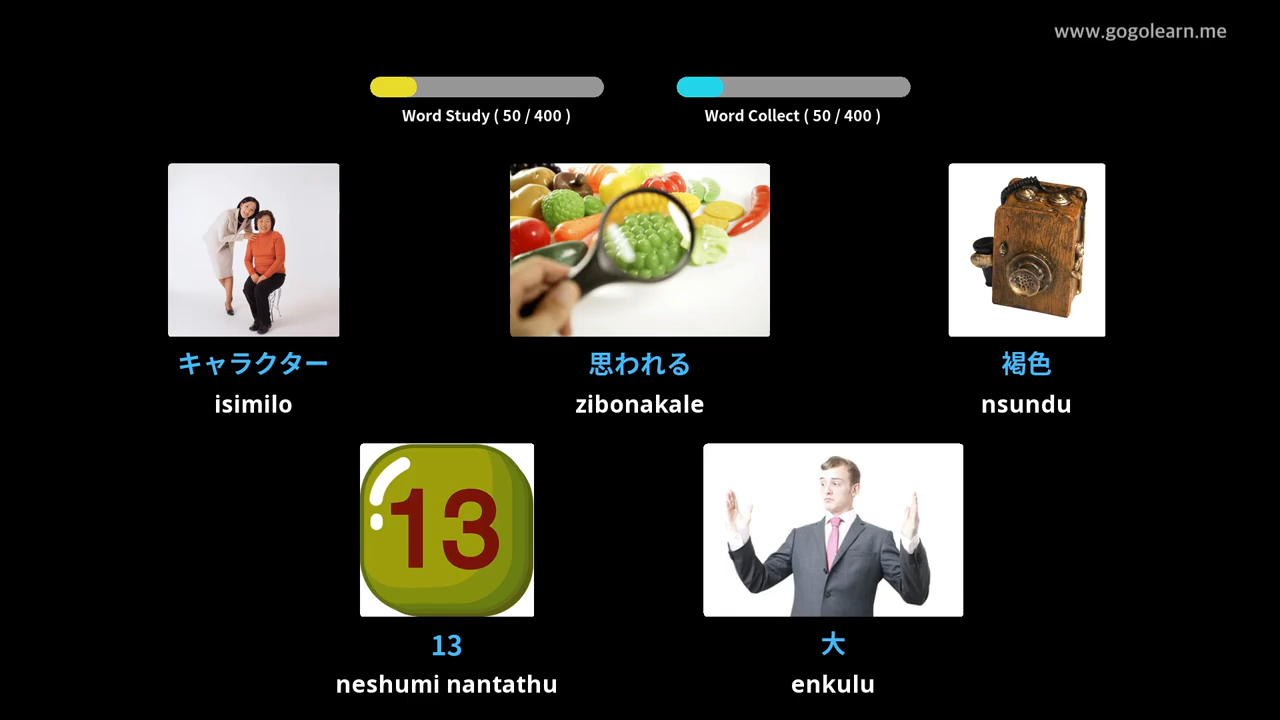 www.gogolearn.me
Word Study ( 50 / 400 )
Word Collect ( 50 / 400 )
キャラクター
isimilo
思われる
zibonakale
褐色
nsundu
13
13
neshumi nantathu
大
enkulu